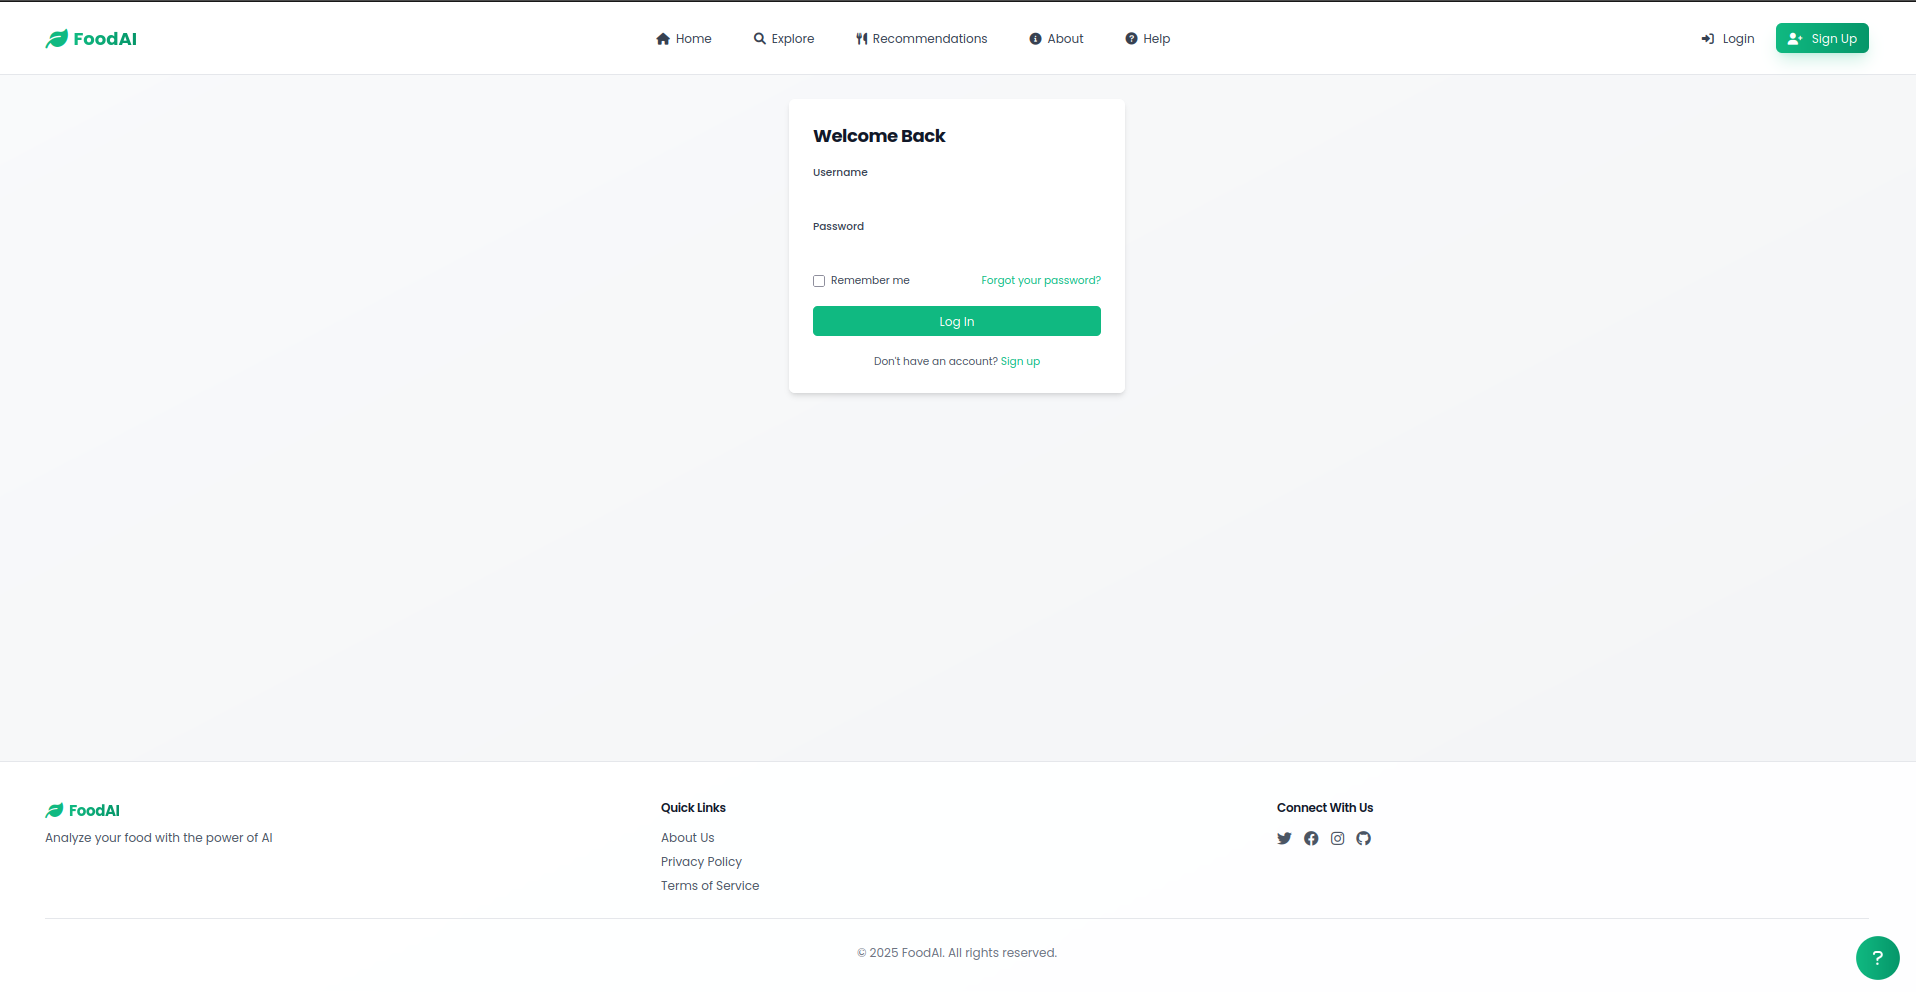 FoodAI
Home
Explore
Recommendations
About
Help
Login
Sign Up
Welcome Back
Username
Password
Remember me
Forgot your password?
Log In
Don't have an account? Sign up
FoodAI
Analyze your food with the power of AI
Quick Links
About Us
Privacy Policy
Terms of Service
Connect With Us
© 2025 FoodAI. All rights reserved.
?